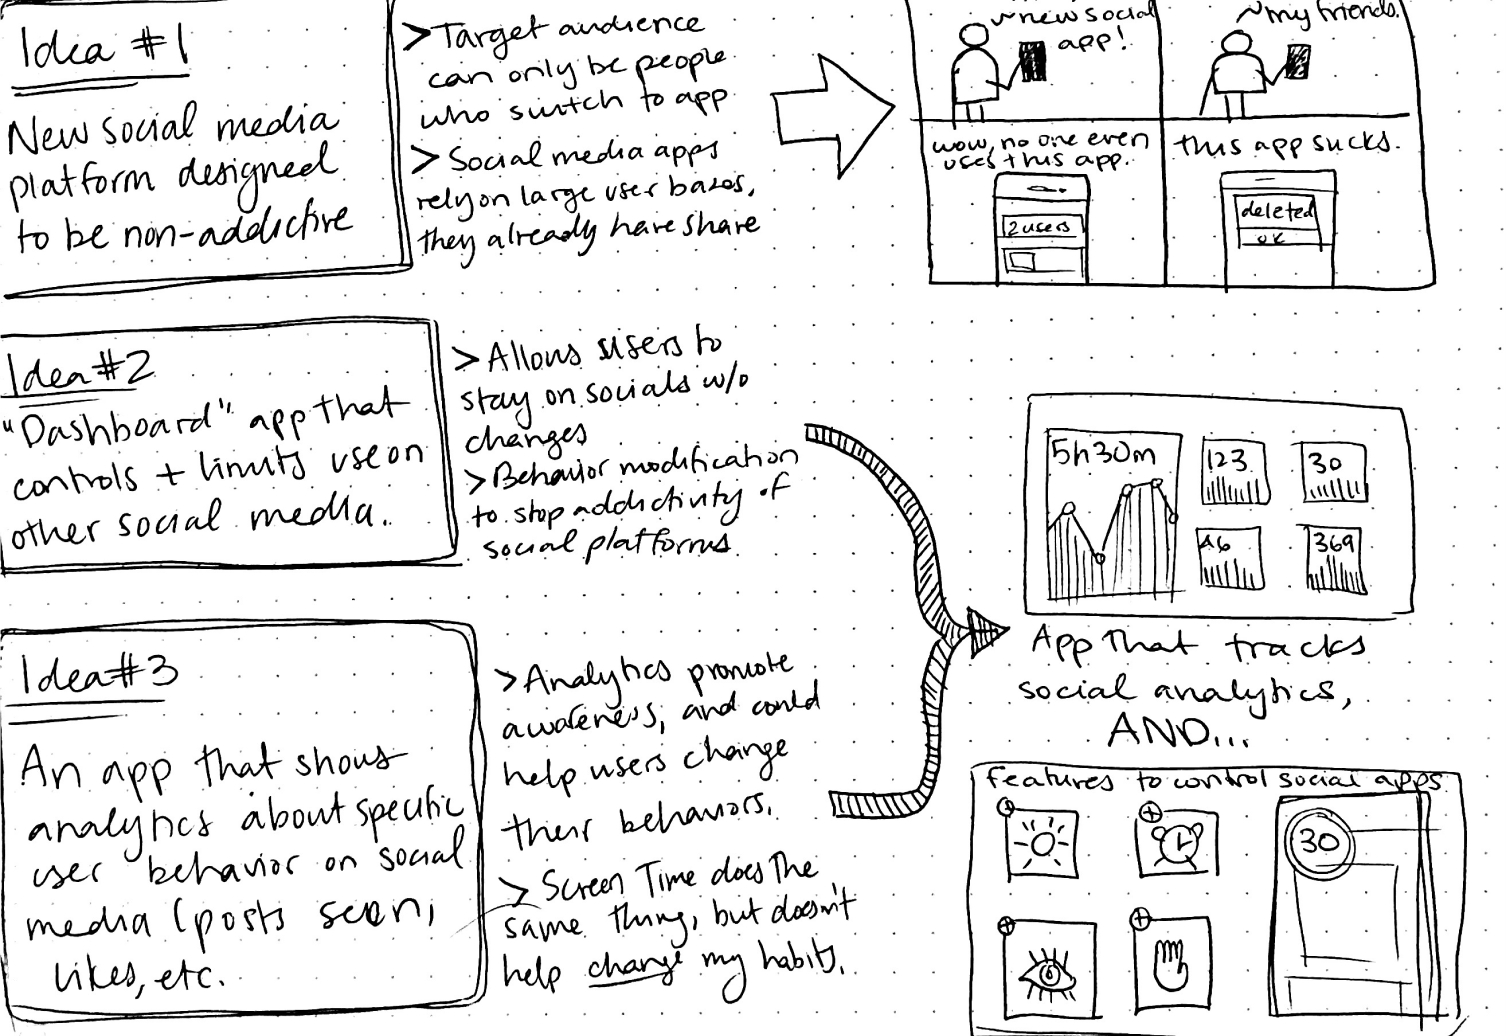 Idea #1
New social media
platform designed
to be non-addictive
> Target audience
can only be people
who switch to app
> Social media apps
rely on large user bases,
they already have share
~new social
app!
~my friends.
wow, no one even
uses this app.
2 users
this app sucks.
deleted
OK
Idea #2
"Dashboard" app that
controls + limits use on
other social media.
> Allows users to
stay on socials w/o
changes
> Behavior modification
to stop addictivity of
social platforms
Idea #3
An app that shows
analytics about specific
user behavior on social
media (posts seen,
likes, etc.
> Analytics promote
awareness, and could
help users change
their behaviors.
> Screen Time does the
same thing, but doesn't
help change my habits.
5h30m
123
30
46
369
App that tracks
social analytics,
AND...
features to control social apps
30